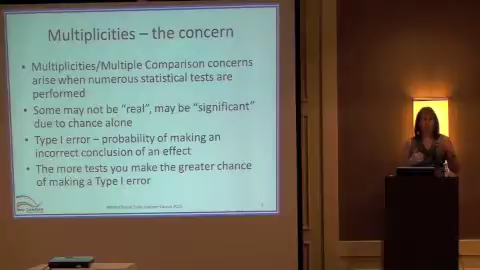 Multiplicities – the concern
• Multiplicities/Multiple Comparison concerns
arise when numerous statistical tests are
performed
• Some may not be “real”, may be “significant”
due to chance alone
• Type I error – probability of making an
incorrect conclusion of an effect
• The more tests you make the greater chance
of making a Type I error